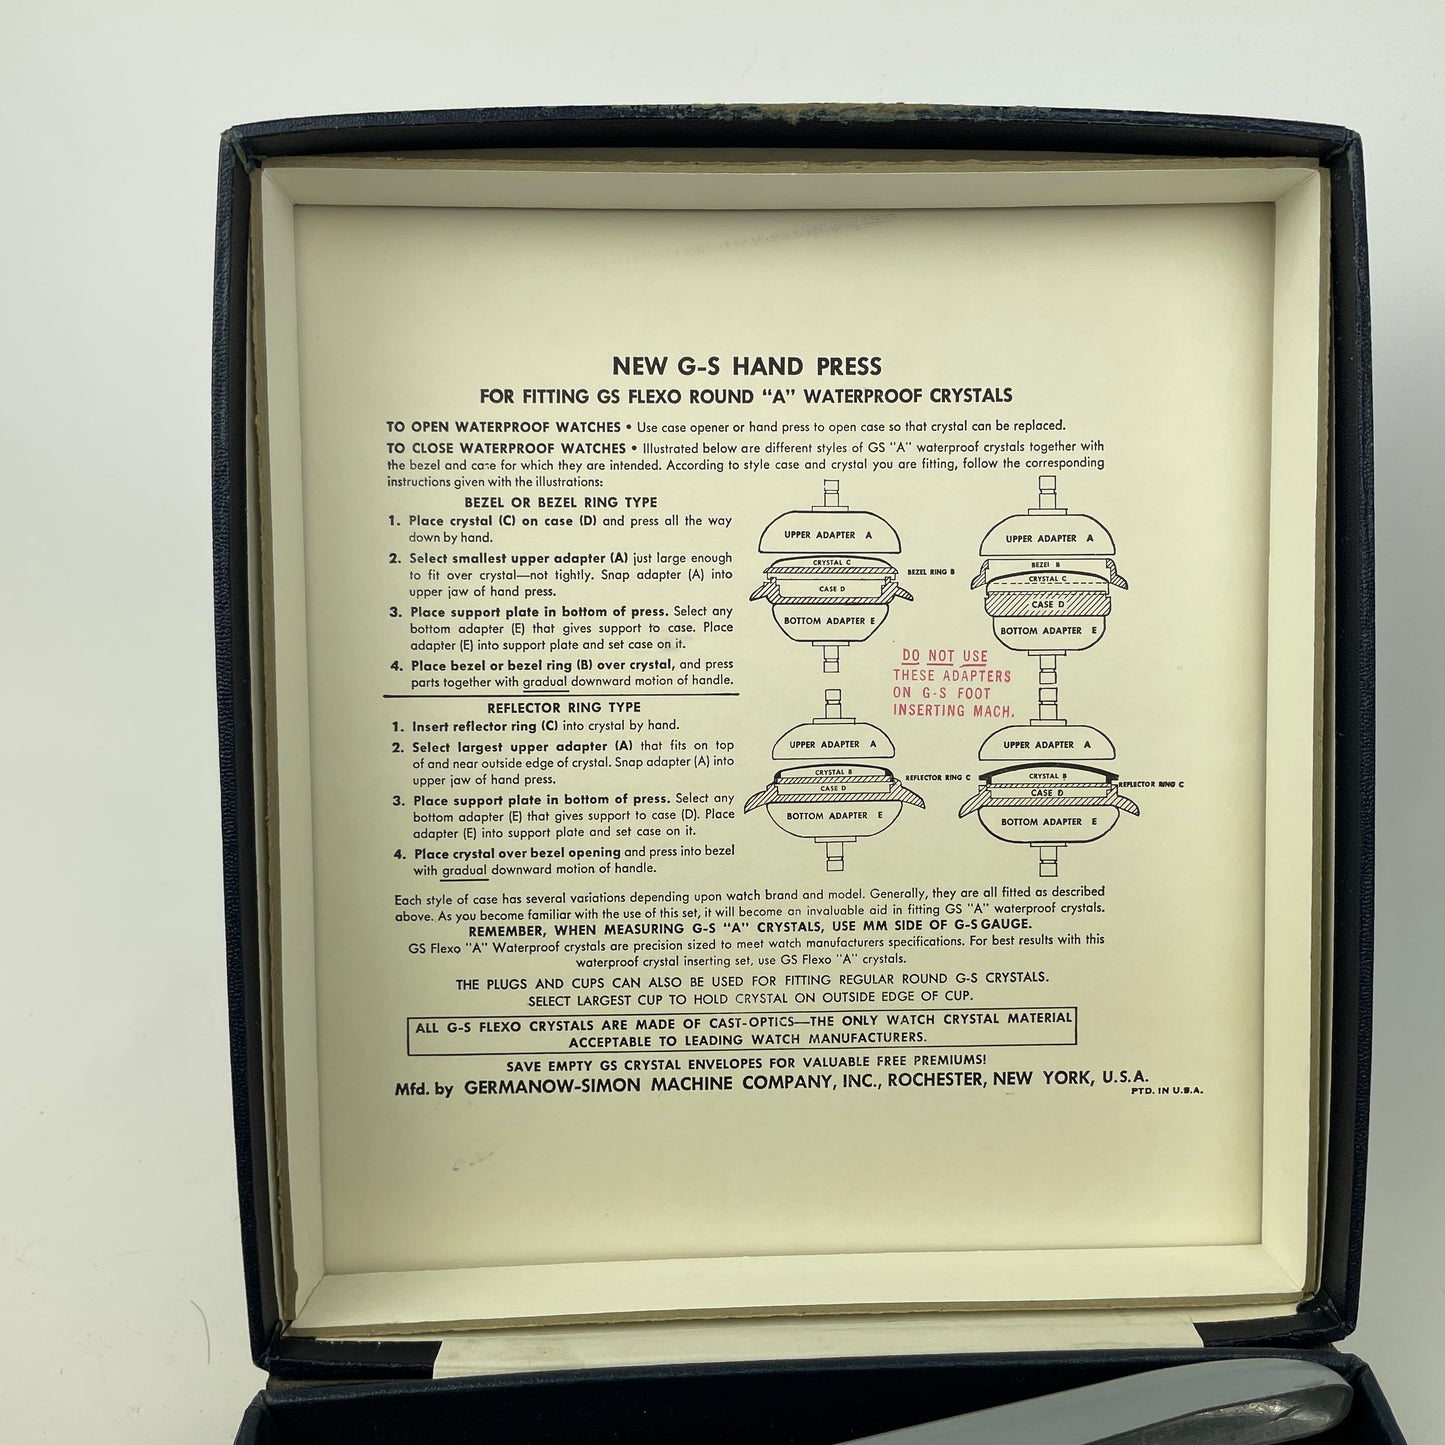 NEW G-S HAND PRESS
FOR FITTING GS FLEXO ROUND "A" WATERPROOF CRYSTALS
TO OPEN WATERPROOF WATCHES • Use case opener or hand press to open case so that crystal can be replaced.
TO CLOSE WATERPROOF WATCHES • Illustrated below are different styles of GS "A" waterproof crystals together with
the bezel and case for which they are intended. According to style case and crystal you are fitting, follow the corresponding
instructions given with the illustrations:
BEZEL OR BEZEL RING TYPE
1. Place crystal (C) on case (D) and press all the way
down by hand.
2. Select smallest upper adapter (A) just large enough
to fit over crystal—not tightly. Snap adapter (A) into
upper jaw of hand press.
3. Place support plate in bottom of press. Select any
bottom adapter (E) that gives support to case. Place
adapter (E) into support plate and set case on it.
4. Place bezel or bezel ring (B) over crystal, and press
parts together with gradual downward motion of handle.
UPPER ADAPTER A
CRYSTAL C
BEZEL RING B
CASE D
BOTTOM ADAPTER E
UPPER ADAPTER A
BEZEL B
CRYSTAL C
CASE D
BOTTOM ADAPTER E
DO NOT USE
THESE ADAPTERS
ON G-S FOOT
INSERTING MACH.
REFLECTOR RING TYPE
1. Insert reflector ring (C) into crystal by hand.
2. Select largest upper adapter (A) that fits on top
of and near outside edge of crystal. Snap adapter (A) into
upper jaw of hand press.
3. Place support plate in bottom of press. Select any
bottom adapter (E) that gives support to case (D). Place
adapter (E) into support plate and set case on it.
4. Place crystal over bezel opening and press into bezel
with gradual downward motion of handle.
UPPER ADAPTER A
CRYSTAL B
REFLECTOR RING C
CASE D
BOTTOM ADAPTER E
UPPER ADAPTER A
CRYSTAL B
REFLECTOR RING C
CASE D
BOTTOM ADAPTER E
Each style of case has several variations depending upon watch brand and model. Generally, they are all fitted as described
above. As you become familiar with the use of this set, it will become an invaluable aid in fitting GS "A" waterproof crystals.
REMEMBER, WHEN MEASURING G-S "A" CRYSTALS, USE MM SIDE OF G-S GAUGE.
GS Flexo "A" Waterproof crystals are precision sized to meet watch manufacturers specifications. For best results with this
waterproof crystal inserting set, use GS Flexo "A" crystals.
THE PLUGS AND CUPS CAN ALSO BE USED FOR FITTING REGULAR ROUND G-S CRYSTALS.
SELECT LARGEST CUP TO HOLD CRYSTAL ON OUTSIDE EDGE OF CUP.
ALL G-S FLEXO CRYSTALS ARE MADE OF CAST-OPTICS—THE ONLY WATCH CRYSTAL MATERIAL
ACCEPTABLE TO LEADING WATCH MANUFACTURERS.
SAVE EMPTY GS CRYSTAL ENVELOPES FOR VALUABLE FREE PREMIUMS!
Mfd. by GERMANOW-SIMON MACHINE COMPANY, INC., ROCHESTER, NEW YORK, U.S.A.
PTD. IN U.S.A.